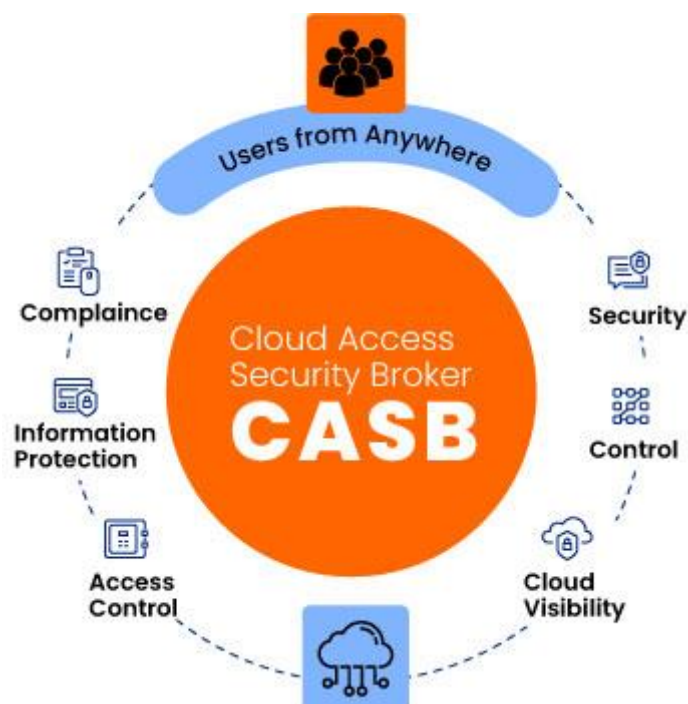 Users from Anywhere
Cloud Access
Security Broker
CASB
Complaince
Information
Protection
Access
Control
Security
Control
Cloud
Visibility